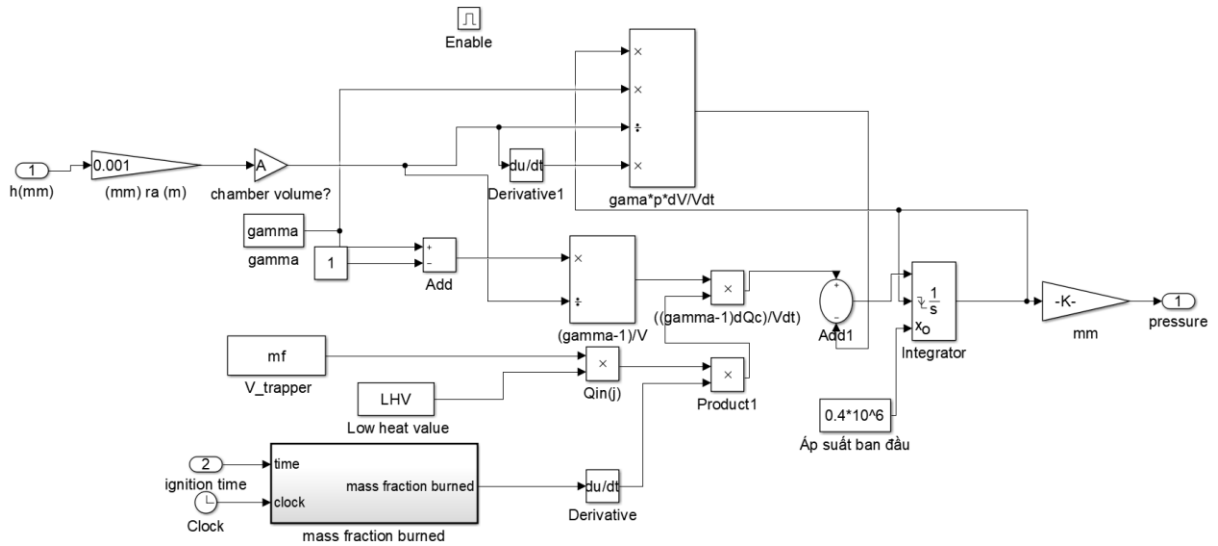 Enable
×
×
÷
×
gama*p*dV/Vdt
1
h(mm)
0.001
(mm) ra (m)
A
chamber volume?
du/dt
Derivative1
gamma
gamma
1
+
−
Add
×
÷
(gamma-1)/V
×
((gamma-1)dQc)/Vdt)
+
−
Add1
1
s
xo
Integrator
-K-
mm
1
pressure
mf
V_trapper
LHV
Low heat value
×
Qin(j)
×
Product1
0.4*10^6
Áp suất ban đầu
2
ignition time
Clock
time
clock
mass fraction burned
mass fraction burned
du/dt
Derivative